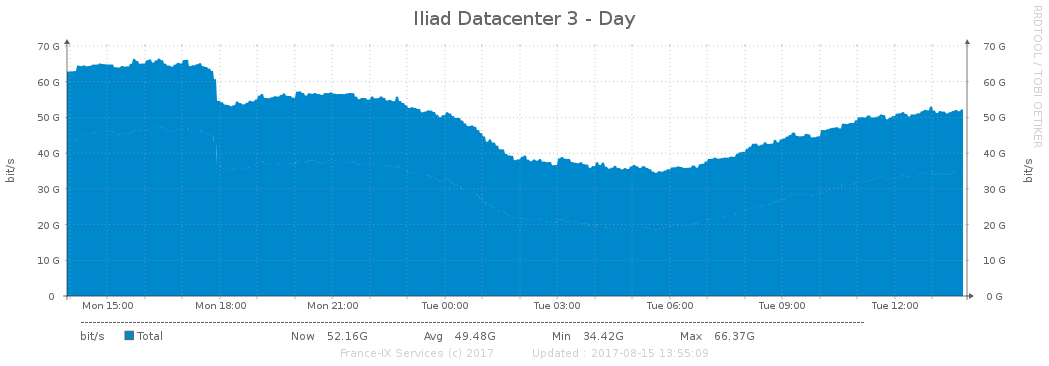 Iliad Datacenter 3 - Day
RRDTOOL / TOBI OETIKER
bit/s
70 G
60 G
50 G
40 G
30 G
20 G
10 G
0
70 G
60 G
50 G
40 G
30 G
20 G
10 G
0 G
bit/s
Mon 15:00 Mon 18:00 Mon 21:00 Tue 00:00 Tue 03:00 Tue 06:00 Tue 09:00 Tue 12:00
bit/s Total Now 52.16G Avg 49.48G Min 34.42G Max 66.37G
France-IX Services (c) 2017 Updated : 2017-08-15 13:55:09